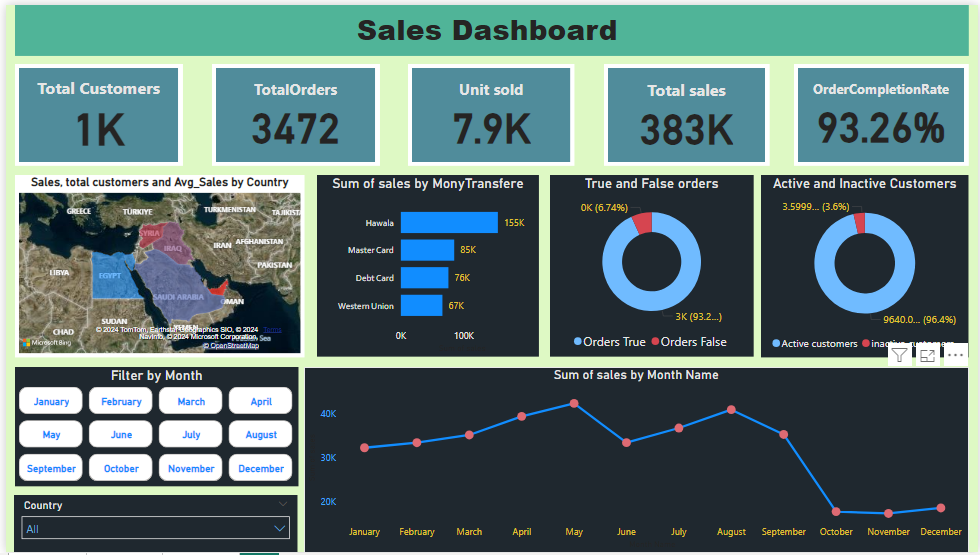 Sales Dashboard
Total Customers
1K
TotalOrders
3472
Unit sold
7.9K
Total sales
383K
OrderCompletionRate
93.26%
Sales, total customers and Avg_Sales by Country
GREECE
TÜRKIYE
TURKMENISTAN
TAJIKIST
SYRIA
IRAQ
IRAN
AFGHANISTAN
PAKISTAN
LIBYA
EGYPT
SAUDI ARABIA
OMAN
SUDAN
CHAD
© 2024 TomTom, Earthstar Geographics SIO, © 2024
Terms
Navinfo, © 2024 Microsoft Corporation,
Sea
© OpenStreetMap
Microsoft Bing
Sum of sales by MonyTransfere
Hawala
155K
Master Card
85K
Debt Card
76K
Western Union
67K
0K
100K
True and False orders
0K (6.74%)
3K (93.2...)
Orders True
Orders False
Active and Inactive Customers
3.5999... (3.6%)
9640.0... (96.4%)
Active customers
inactive customers
Filter by Month
January
February
March
April
May
June
July
August
September
October
November
December
Country
All
Sum of sales by Month Name
40K
30K
20K
January
February
March
April
May
June
July
August
September
October
November
December